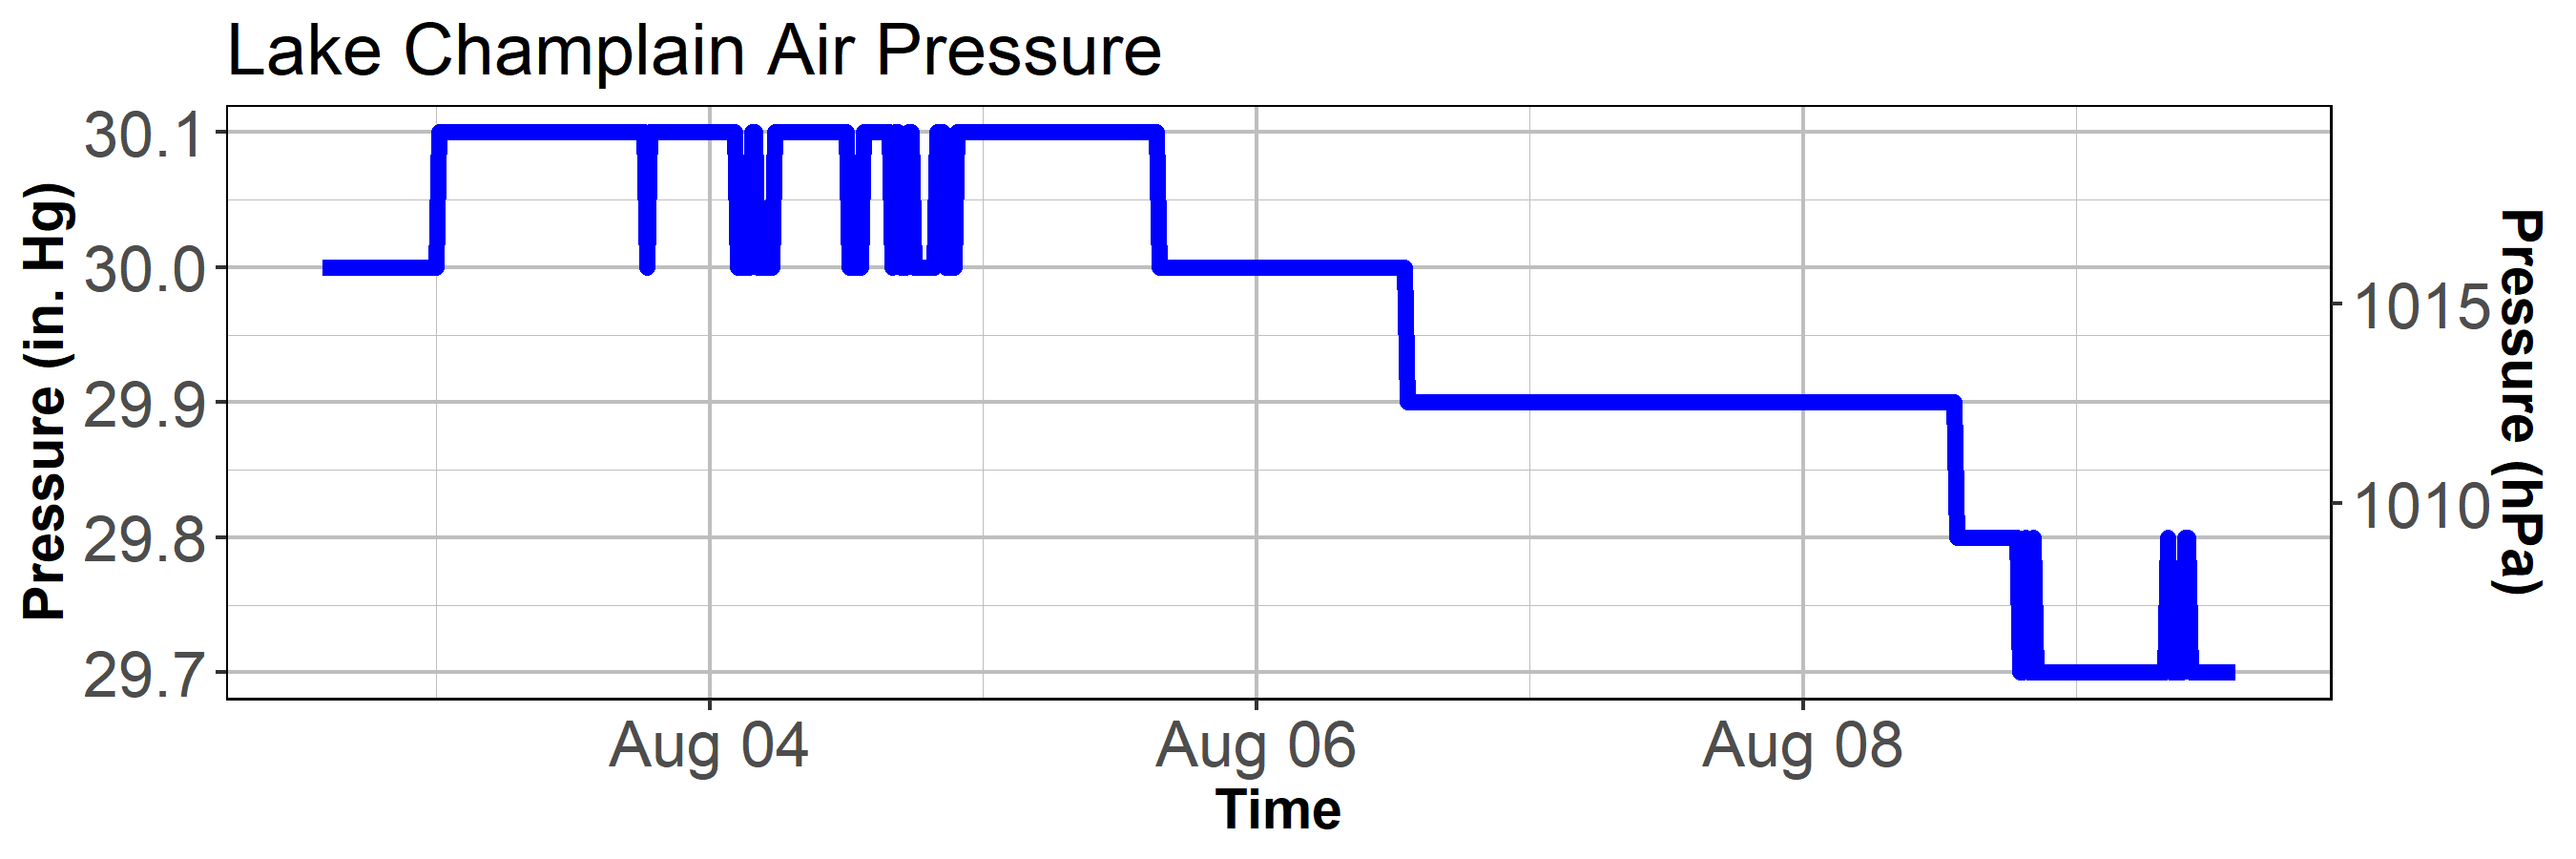 Lake Champlain Air Pressure
Pressure (in. Hg)
30.1
30.0
29.9
29.8
29.7
1015
1010
Pressure (hPa)
Aug 04 Aug 06 Aug 08
Time